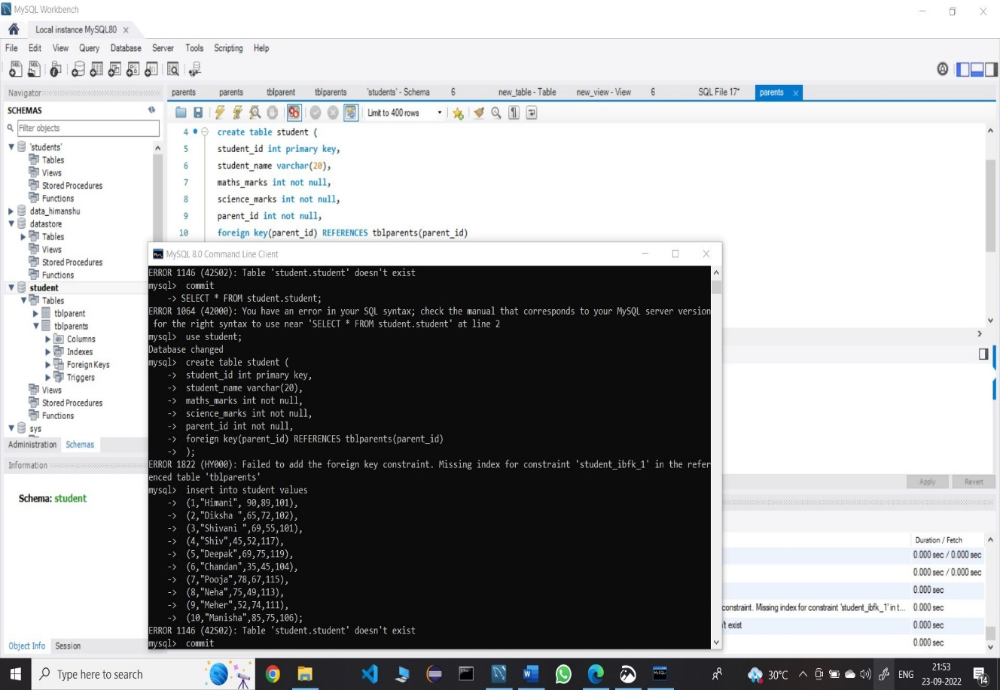 MySQL Workbench
Local instance MySQL80
File Edit View Query Database Server Tools Scripting Help
Navigator
SCHEMAS
Filter objects
'students'
Tables
Views
Stored Procedures
Functions
data_himanshu
datastore
Tables
Views
Stored Procedures
Functions
student
Tables
tblparent
tblparents
Columns
Indexes
Foreign Keys
Triggers
Views
Stored Procedures
Functions
sys
Administration Schemas
Information
Schema: student
Object Info Session
parents parents tblparent tblparents 'students' - Schema 6 new_table - Table new_view - View 6 SQL File 17* parents
Limit to 400 rows
4 create table student (
5 student_id int primary key,
6 student_name varchar(20),
7 maths_marks int not null,
8 science_marks int not null,
9 parent_id int not null,
10 foreign key(parent_id) REFERENCES tblparents(parent_id)
MySQL 8.0 Command Line Client
ERROR 1146 (42S02): Table 'student.student' doesn't exist
mysql> commit
-> SELECT * FROM student.student;
ERROR 1064 (42000): You have an error in your SQL syntax; check the manual that corresponds to your MySQL server version
for the right syntax to use near 'SELECT * FROM student.student' at line 2
mysql> use student;
Database changed
mysql> create table student (
-> student_id int primary key,
-> student_name varchar(20),
-> maths_marks int not null,
-> science_marks int not null,
-> parent_id int not null,
-> foreign key(parent_id) REFERENCES tblparents(parent_id)
-> );
ERROR 1822 (HY000): Failed to add the foreign key constraint. Missing index for constraint 'student_ibfk_1' in the refer
enced table 'tblparents'
mysql> insert into student values
-> (1,"Himani", 90,89,101),
-> (2,"Diksha ",65,72,102),
-> (3,"Shivani ",69,55,101),
-> (4,"Shiv",45,52,117),
-> (5,"Deepak",69,75,119),
-> (6,"Chandan",35,45,104),
-> (7,"Pooja",78,67,115),
-> (8,"Neha",75,49,113),
-> (9,"Meher",52,74,111),
-> (10,"Manisha",85,75,106);
ERROR 1146 (42S02): Table 'student.student' doesn't exist
mysql> commit
Apply Revert
Duration / Fetch
0.000 sec / 0.000 sec
0.000 sec / 0.000 sec
0.000 sec
constraint. Missing index for constraint 'student_ibfk_1' in t... 0.000 sec
't exist 0.000 sec
0.000 sec
Type here to search
30°C
ENG
21:53
23-09-2022
14